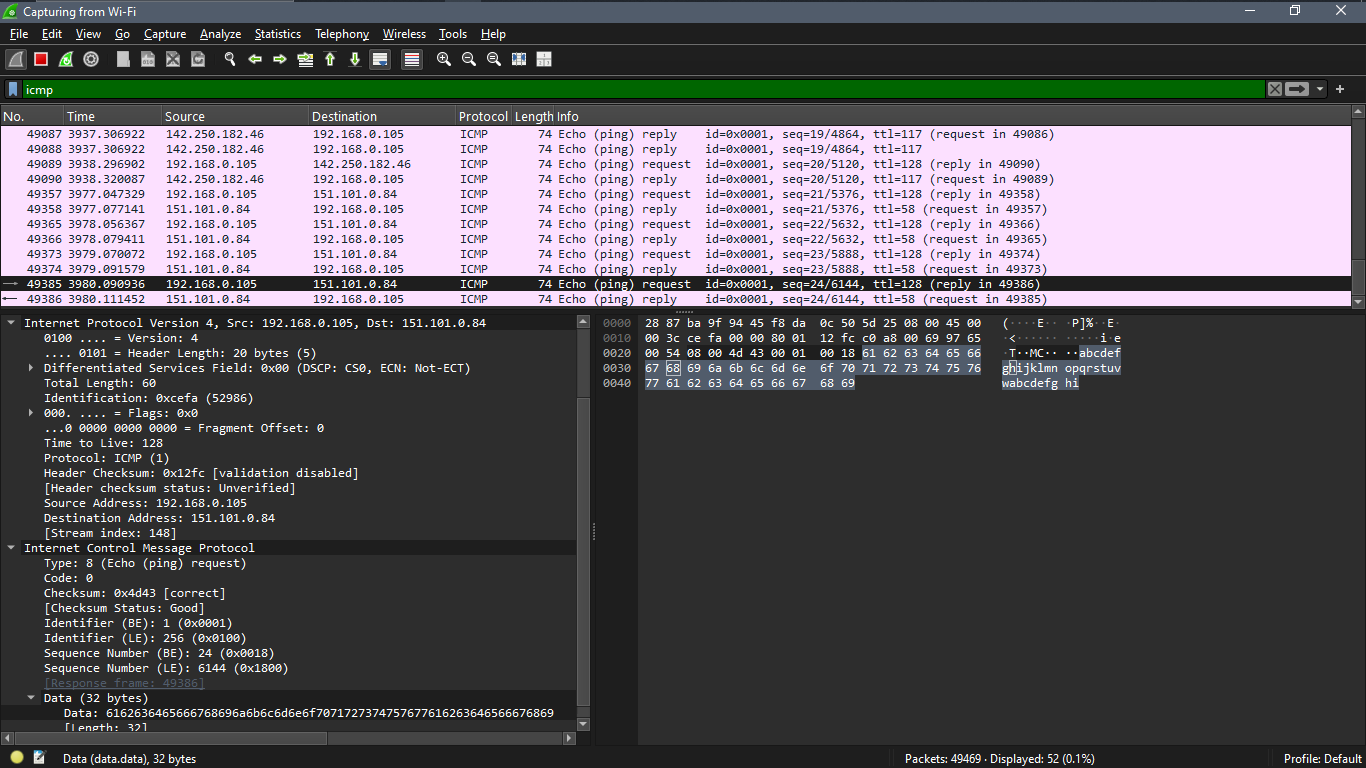 Capturing from Wi-Fi
File Edit View Go Capture Analyze Statistics Telephony Wireless Tools Help
icmp
No. Time Source Destination Protocol Length Info
49087 3937.306922 142.250.182.46 192.168.0.105 ICMP 74 Echo (ping) reply id=0x0001, seq=19/4864, ttl=117 (request in 49086)
49088 3937.306922 142.250.182.46 192.168.0.105 ICMP 74 Echo (ping) reply id=0x0001, seq=19/4864, ttl=117
49089 3938.296902 192.168.0.105 142.250.182.46 ICMP 74 Echo (ping) request id=0x0001, seq=20/5120, ttl=128 (reply in 49090)
49090 3938.320087 142.250.182.46 192.168.0.105 ICMP 74 Echo (ping) reply id=0x0001, seq=20/5120, ttl=117 (request in 49089)
49357 3977.047329 192.168.0.105 151.101.0.84 ICMP 74 Echo (ping) request id=0x0001, seq=21/5376, ttl=128 (reply in 49358)
49358 3977.077141 151.101.0.84 192.168.0.105 ICMP 74 Echo (ping) reply id=0x0001, seq=21/5376, ttl=58 (request in 49357)
49365 3978.056367 192.168.0.105 151.101.0.84 ICMP 74 Echo (ping) request id=0x0001, seq=22/5632, ttl=128 (reply in 49366)
49366 3978.079411 151.101.0.84 192.168.0.105 ICMP 74 Echo (ping) reply id=0x0001, seq=22/5632, ttl=58 (request in 49365)
49373 3979.070072 192.168.0.105 151.101.0.84 ICMP 74 Echo (ping) request id=0x0001, seq=23/5888, ttl=128 (reply in 49374)
49374 3979.091579 151.101.0.84 192.168.0.105 ICMP 74 Echo (ping) reply id=0x0001, seq=23/5888, ttl=58 (request in 49373)
49385 3980.090936 192.168.0.105 151.101.0.84 ICMP 74 Echo (ping) request id=0x0001, seq=24/6144, ttl=128 (reply in 49386)
49386 3980.111452 151.101.0.84 192.168.0.105 ICMP 74 Echo (ping) reply id=0x0001, seq=24/6144, ttl=58 (request in 49385)
Internet Protocol Version 4, Src: 192.168.0.105, Dst: 151.101.0.84
0100 .... = Version: 4
.... 0101 = Header Length: 20 bytes (5)
Differentiated Services Field: 0x00 (DSCP: CS0, ECN: Not-ECT)
Total Length: 60
Identification: 0xcefa (52986)
000. .... = Flags: 0x0
...0 0000 0000 0000 = Fragment Offset: 0
Time to Live: 128
Protocol: ICMP (1)
Header Checksum: 0x12fc [validation disabled]
[Header checksum status: Unverified]
Source Address: 192.168.0.105
Destination Address: 151.101.0.84
[Stream index: 148]
Internet Control Message Protocol
Type: 8 (Echo (ping) request)
Code: 0
Checksum: 0x4d43 [correct]
[Checksum Status: Good]
Identifier (BE): 1 (0x0001)
Identifier (LE): 256 (0x0100)
Sequence Number (BE): 24 (0x0018)
Sequence Number (LE): 6144 (0x1800)
[Response frame: 49386]
Data (32 bytes)
Data: 6162636465666768696a6b6c6d6e6f7071727374757677616263646566676869
[Length: 32]
0000 28 87 ba 9f 94 45 f8 da 0c 50 5d 25 08 00 45 00 (····E·· ·P]%··E·
0010 00 3c ce fa 00 00 80 01 12 fc c0 a8 00 69 97 65 ·<······ ·····i·e
0020 00 54 08 00 4d 43 00 01 00 18 61 62 63 64 65 66 ·T··MC·· ··abcdef
0030 67 68 69 6a 6b 6c 6d 6e 6f 70 71 72 73 74 75 76 ghijklmn opqrstuv
0040 77 61 62 63 64 65 66 67 68 69 wabcdefg hi
Data (data.data), 32 bytes
Packets: 49469 · Displayed: 52 (0.1%)
Profile: Default